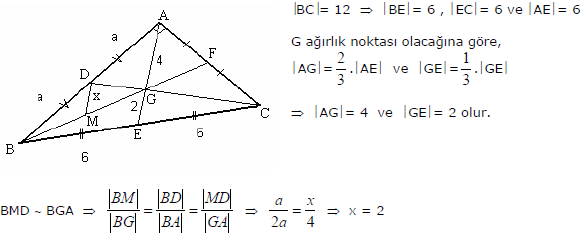 |BC|= 12 ⇒ |BE|= 6 , |EC|= 6 ve |AE|= 6
G ağırlık noktası olacağına göre,
|AG|= 2/3 .|AE| ve |GE|= 1/3 .|GE|
⇒ |AG|= 4 ve |GE|= 2 olur.
A
a
F
4
D
a
x
G
M
2
E
C
B
6
6
BMD ~ BGA ⇒ |BM|/|BG| = |BD|/|BA| = |MD|/|GA| ⇒ a/2a = x/4 ⇒ x = 2